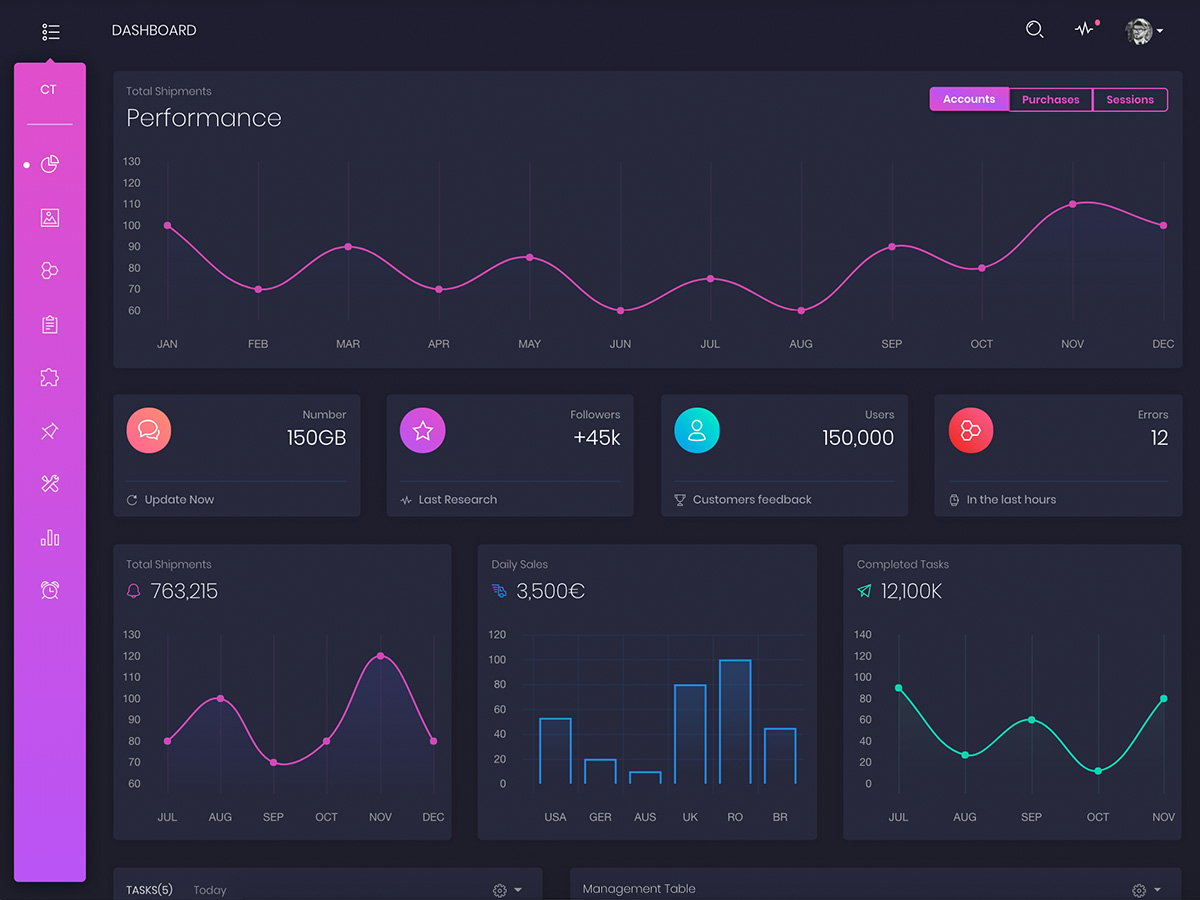 DASHBOARD
CT
Total Shipments
Performance
Accounts Purchases Sessions
130
120
110
100
90
80
70
60
JAN FEB MAR APR MAY JUN JUL AUG SEP OCT NOV DEC
Number
150GB
Update Now
Followers
+45k
Last Research
Users
150,000
Customers feedback
Errors
12
In the last hours
Total Shipments
763,215
130
120
110
100
90
80
70
60
JUL AUG SEP OCT NOV DEC
Daily Sales
3,500€
120
100
80
60
40
20
0
USA GER AUS UK RO BR
Completed Tasks
12,100K
140
120
100
80
60
40
20
0
JUL AUG SEP OCT NOV
TASKS(5) Today
Management Table